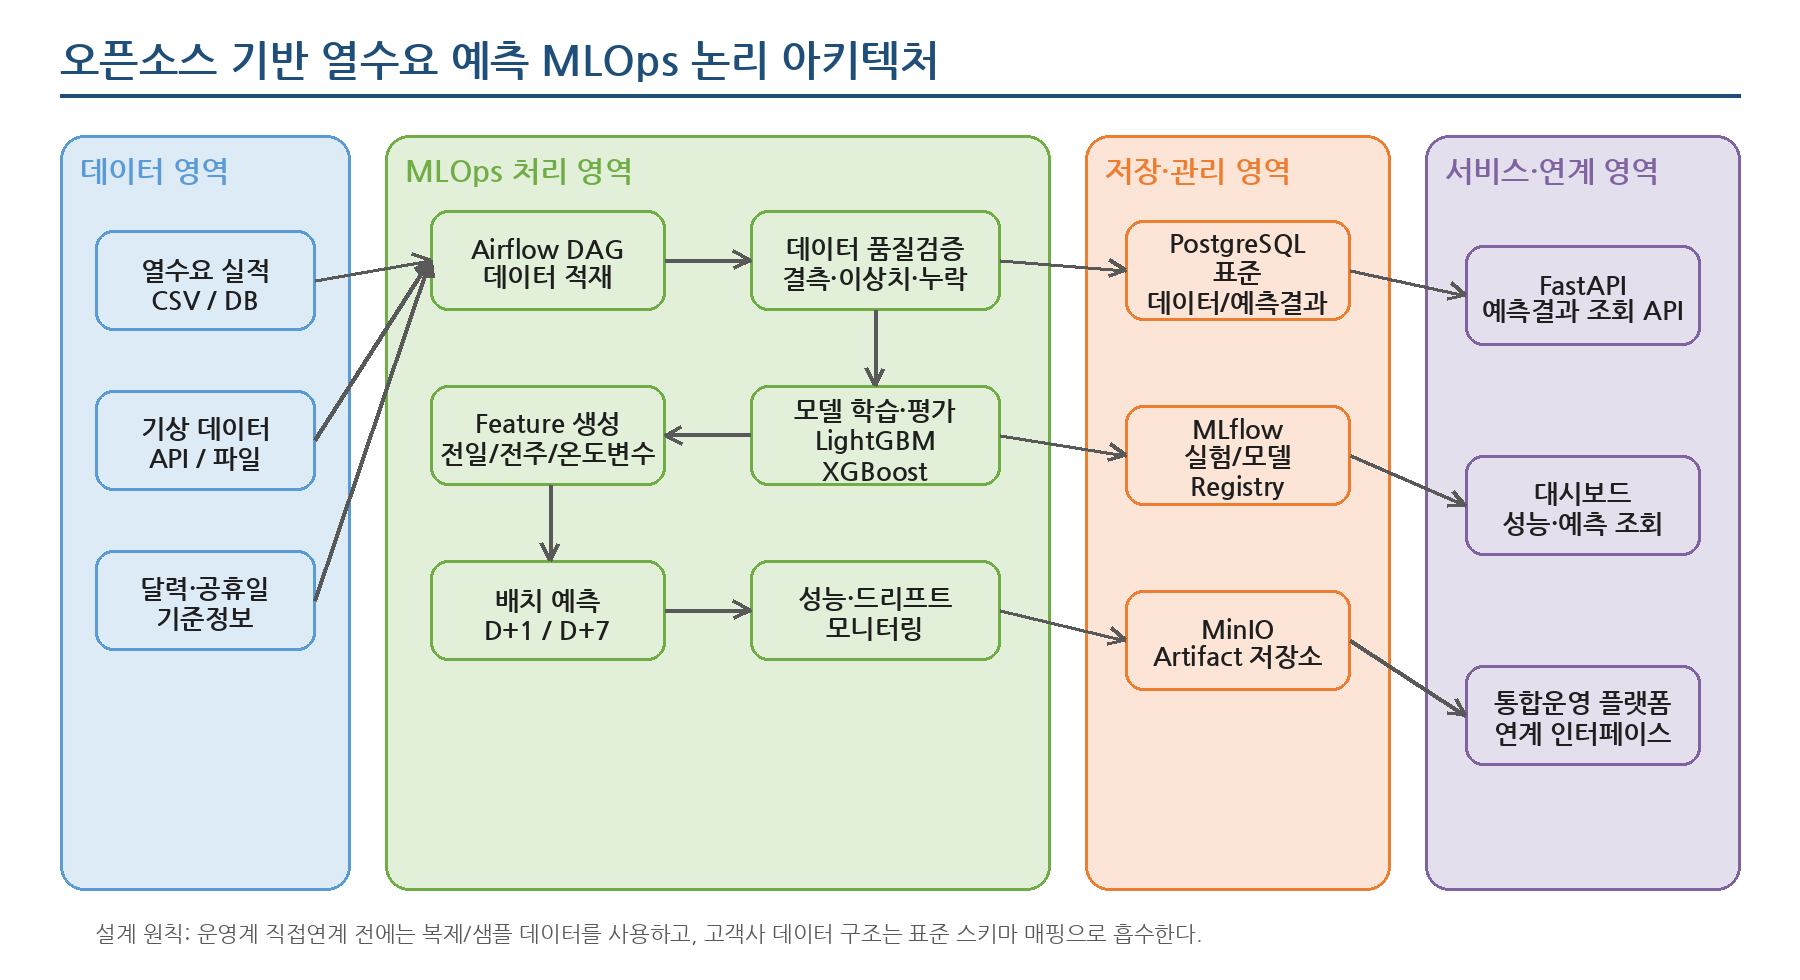 오픈소스 기반 열수요 예측 MLOps 논리 아키텍처
데이터 영역
열수요 실적
CSV / DB
기상 데이터
API / 파일
달력·공휴일
기준정보
MLOps 처리 영역
Airflow DAG
데이터 적재
데이터 품질검증
결측·이상치·누락
Feature 생성
전일/전주/온도변수
모델 학습·평가
LightGBM
XGBoost
배치 예측
D+1 / D+7
성능·드리프트
모니터링
저장·관리 영역
PostgreSQL
표준
데이터/예측결과
MLflow
실험/모델
Registry
MinIO
Artifact 저장소
서비스·연계 영역
FastAPI
예측결과 조회 API
대시보드
성능·예측 조회
통합운영 플랫폼
연계 인터페이스
설계 원칙: 운영계 직접연계 전에는 복제/샘플 데이터를 사용하고, 고객사 데이터 구조는 표준 스키마 매핑으로 흡수한다.